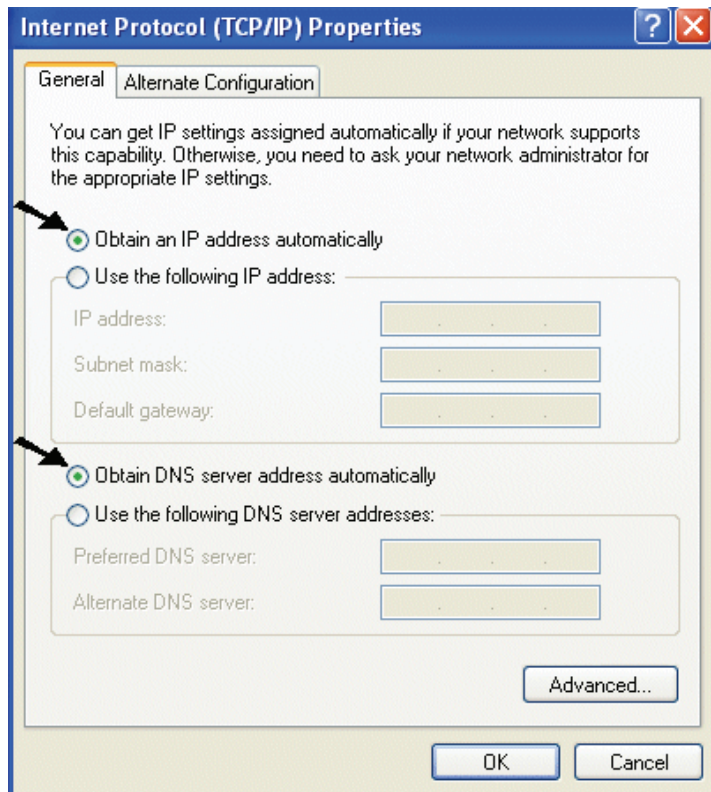 Internet Protocol (TCP/IP) Properties
General
Alternate Configuration
You can get IP settings assigned automatically if your network supports
this capability. Otherwise, you need to ask your network administrator for
the appropriate IP settings.
Obtain an IP address automatically
Use the following IP address:
IP address:
Subnet mask:
Default gateway:
Obtain DNS server address automatically
Use the following DNS server addresses:
Preferred DNS server:
Alternate DNS server:
Advanced...
OK
Cancel